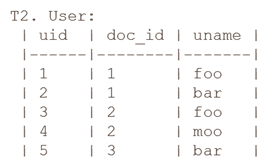 T2. User:
| uid | doc_id | uname |
|------|--------|-------|
| 1 | 1 | foo |
| 2 | 1 | bar |
| 3 | 2 | foo |
| 4 | 2 | moo |
| 5 | 3 | bar |